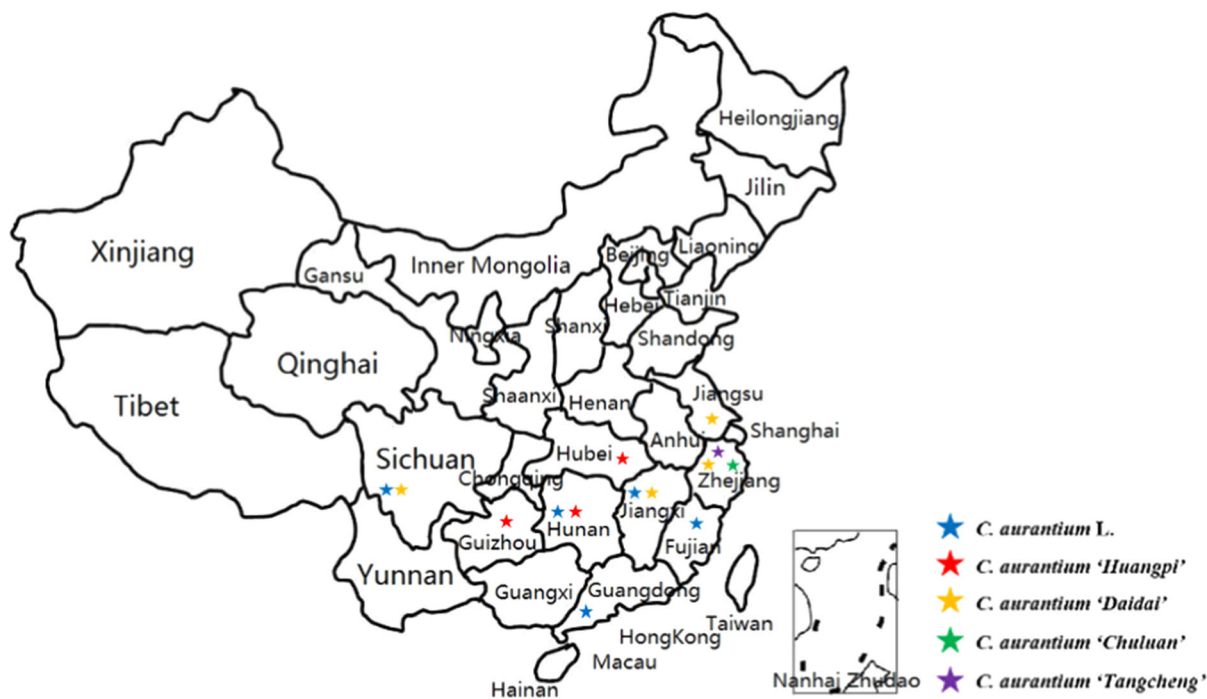 Heilongjiang
Jilin
Xinjiang
Gansu
Inner Mongolia
Beijing
Liaoning
Ningxia
Shanxi
Hebei
Tianjin
Shandong
Qinghai
Tibet
Shaanxi
Henan
Jiangsu
Shanghai
Anhui
Sichuan
Hubei
Chongqing
Zhejiang
Jiangxi
Hunan
Guizhou
Fujian
Yunnan
Guangxi
Guangdong
Taiwan
HongKong
Macau
Hainan
Nanhai Zhudao
C. aurantium L.
C. aurantium ‘Huangpi’
C. aurantium ‘Daidai’
C. aurantium ‘Chuluan’
C. aurantium ‘Tangcheng’